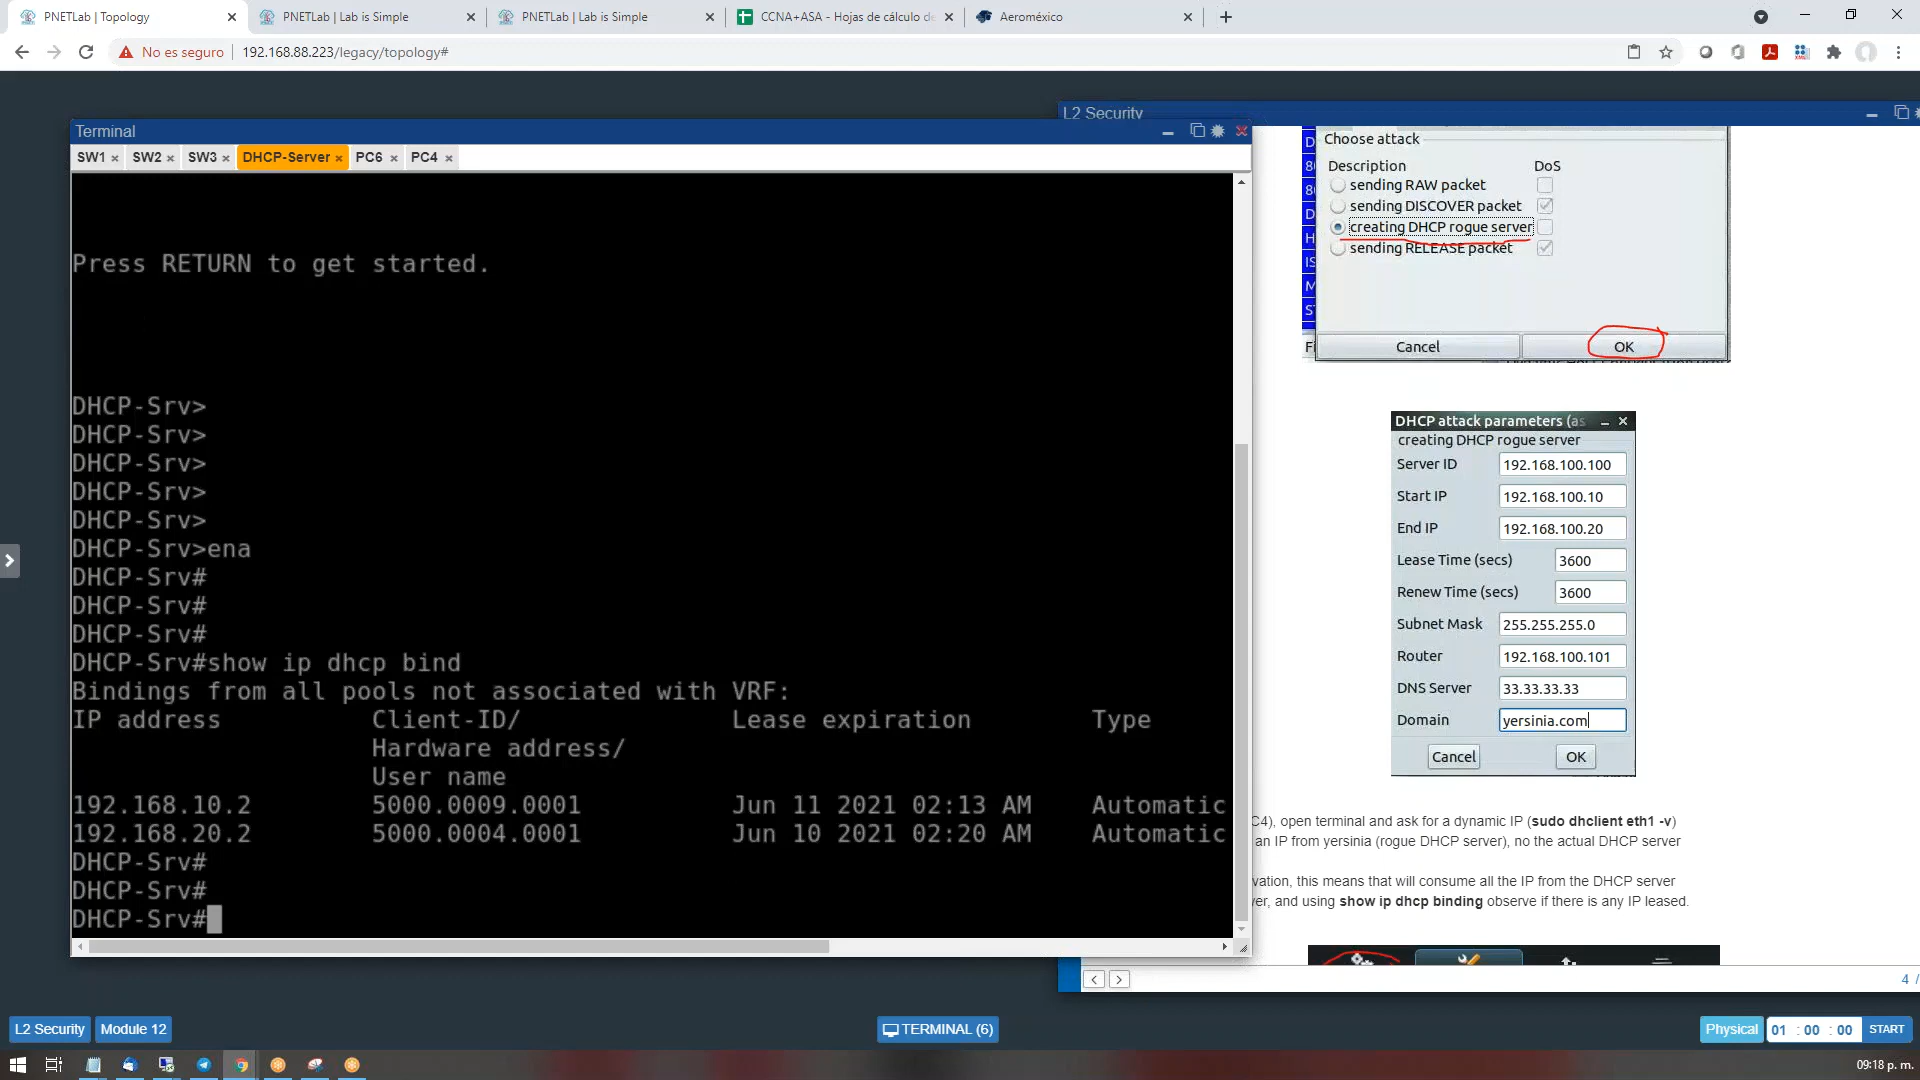 PNETLab | Topology
PNETLab | Lab is Simple
PNETLab | Lab is Simple
CCNA+ASA - Hojas de cálculo de
Aeroméxico
No es seguro
192.168.88.223/legacy/topology#
L2 Security
Terminal
SW1
SW2
SW3
DHCP-Server
PC6
PC4
Press RETURN to get started.
DHCP-Srv>
DHCP-Srv>
DHCP-Srv>
DHCP-Srv>
DHCP-Srv>
DHCP-Srv>ena
DHCP-Srv#
DHCP-Srv#
DHCP-Srv#
DHCP-Srv#show ip dhcp bind
Bindings from all pools not associated with VRF:
IP address Client-ID/ Lease expiration Type
Hardware address/
User name
192.168.10.2 5000.0009.0001 Jun 11 2021 02:13 AM Automatic
192.168.20.2 5000.0004.0001 Jun 10 2021 02:20 AM Automatic
DHCP-Srv#
DHCP-Srv#
DHCP-Srv#
Choose attack
Description DoS
sending RAW packet
sending DISCOVER packet
creating DHCP rogue server
sending RELEASE packet
Cancel
OK
DHCP attack parameters (as
creating DHCP rogue server
Server ID 192.168.100.100
Start IP 192.168.100.10
End IP 192.168.100.20
Lease Time (secs) 3600
Renew Time (secs) 3600
Subnet Mask 255.255.255.0
Router 192.168.100.101
DNS Server 33.33.33.33
Domain yersinia.com
Cancel
OK
C4), open terminal and ask for a dynamic IP (sudo dhclient eth1 -v)
an IP from yersinia (rogue DHCP server), no the actual DHCP server
vation, this means that will consume all the IP from the DHCP server
ver, and using show ip dhcp binding observe if there is any IP leased.
4 /
L2 Security
Module 12
TERMINAL (6)
Physical
01 : 00 : 00
START
09:18 p. m.